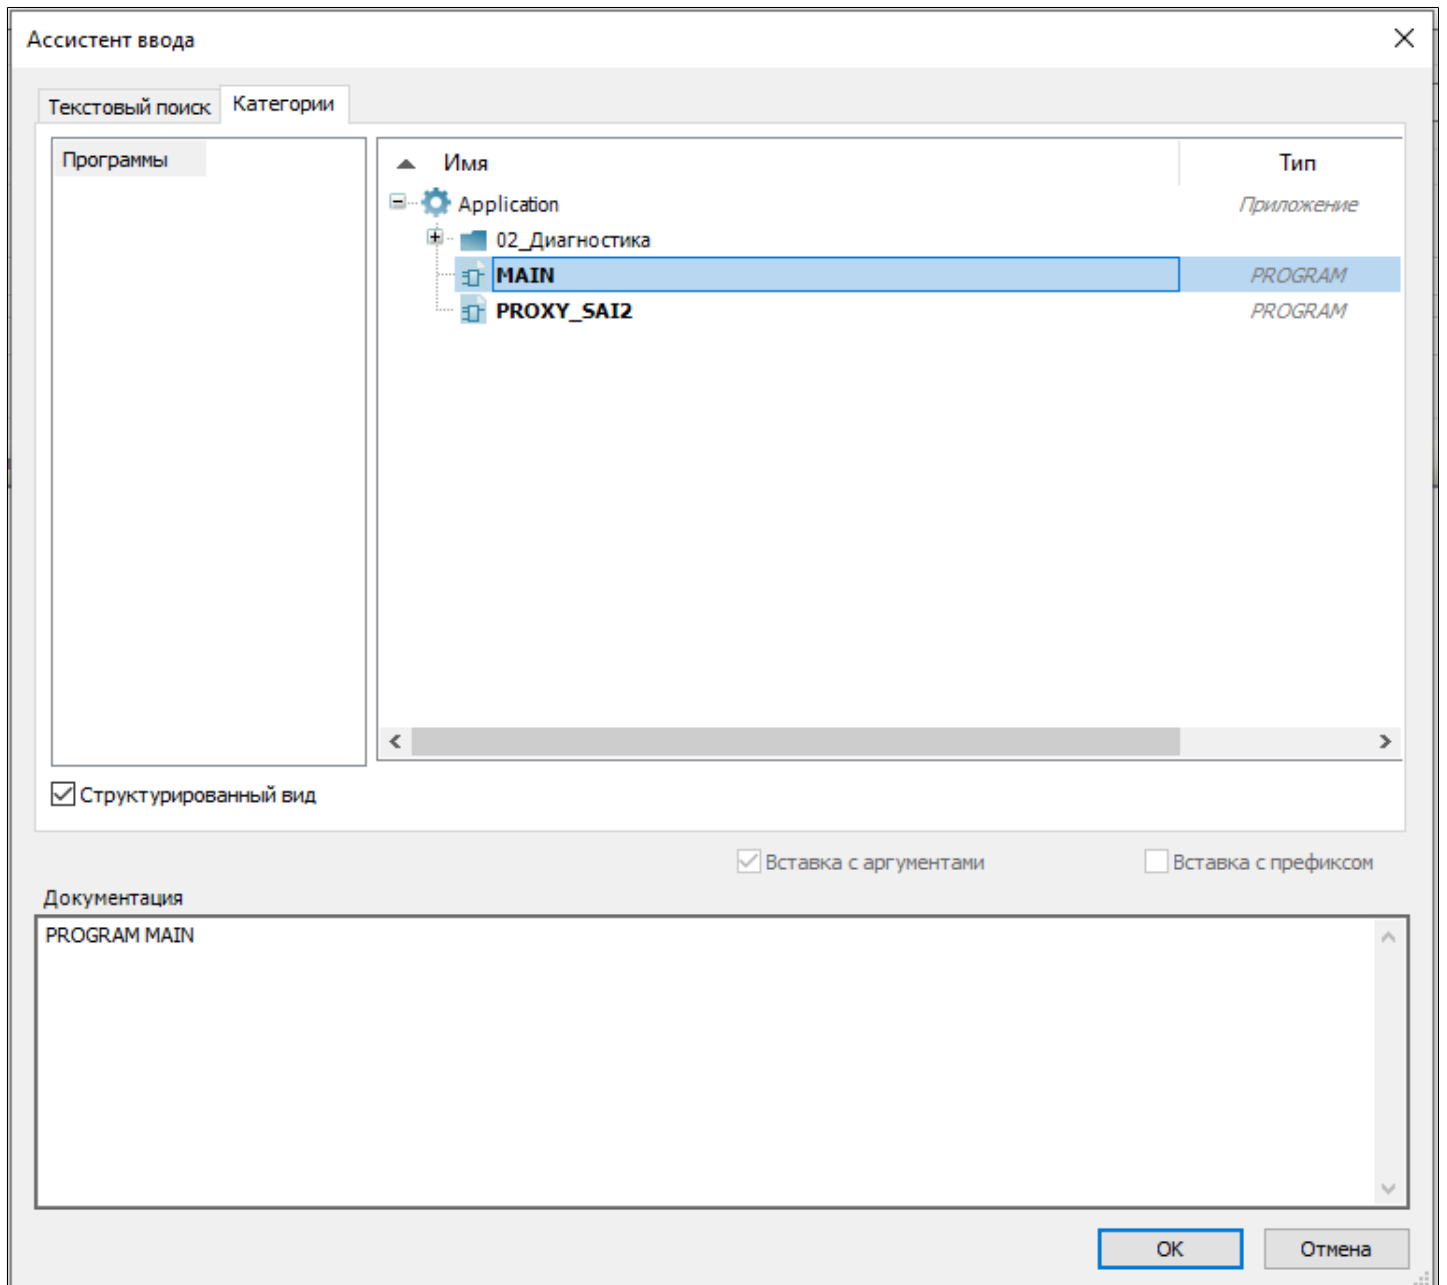 Ассистент ввода
Текстовый поиск Категории
Программы
Имя Тип
Application Приложение
02_Диагностика
MAIN PROGRAM
PROXY_SAI2 PROGRAM
Структурированный вид
Вставка с аргументами Вставка с префиксом
Документация
PROGRAM MAIN
OK Отмена